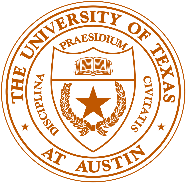 THE UNIVERSITY OF TEXAS
AT AUSTIN
DISCIPLINA
PRAESIDIUM
CIVITATIS